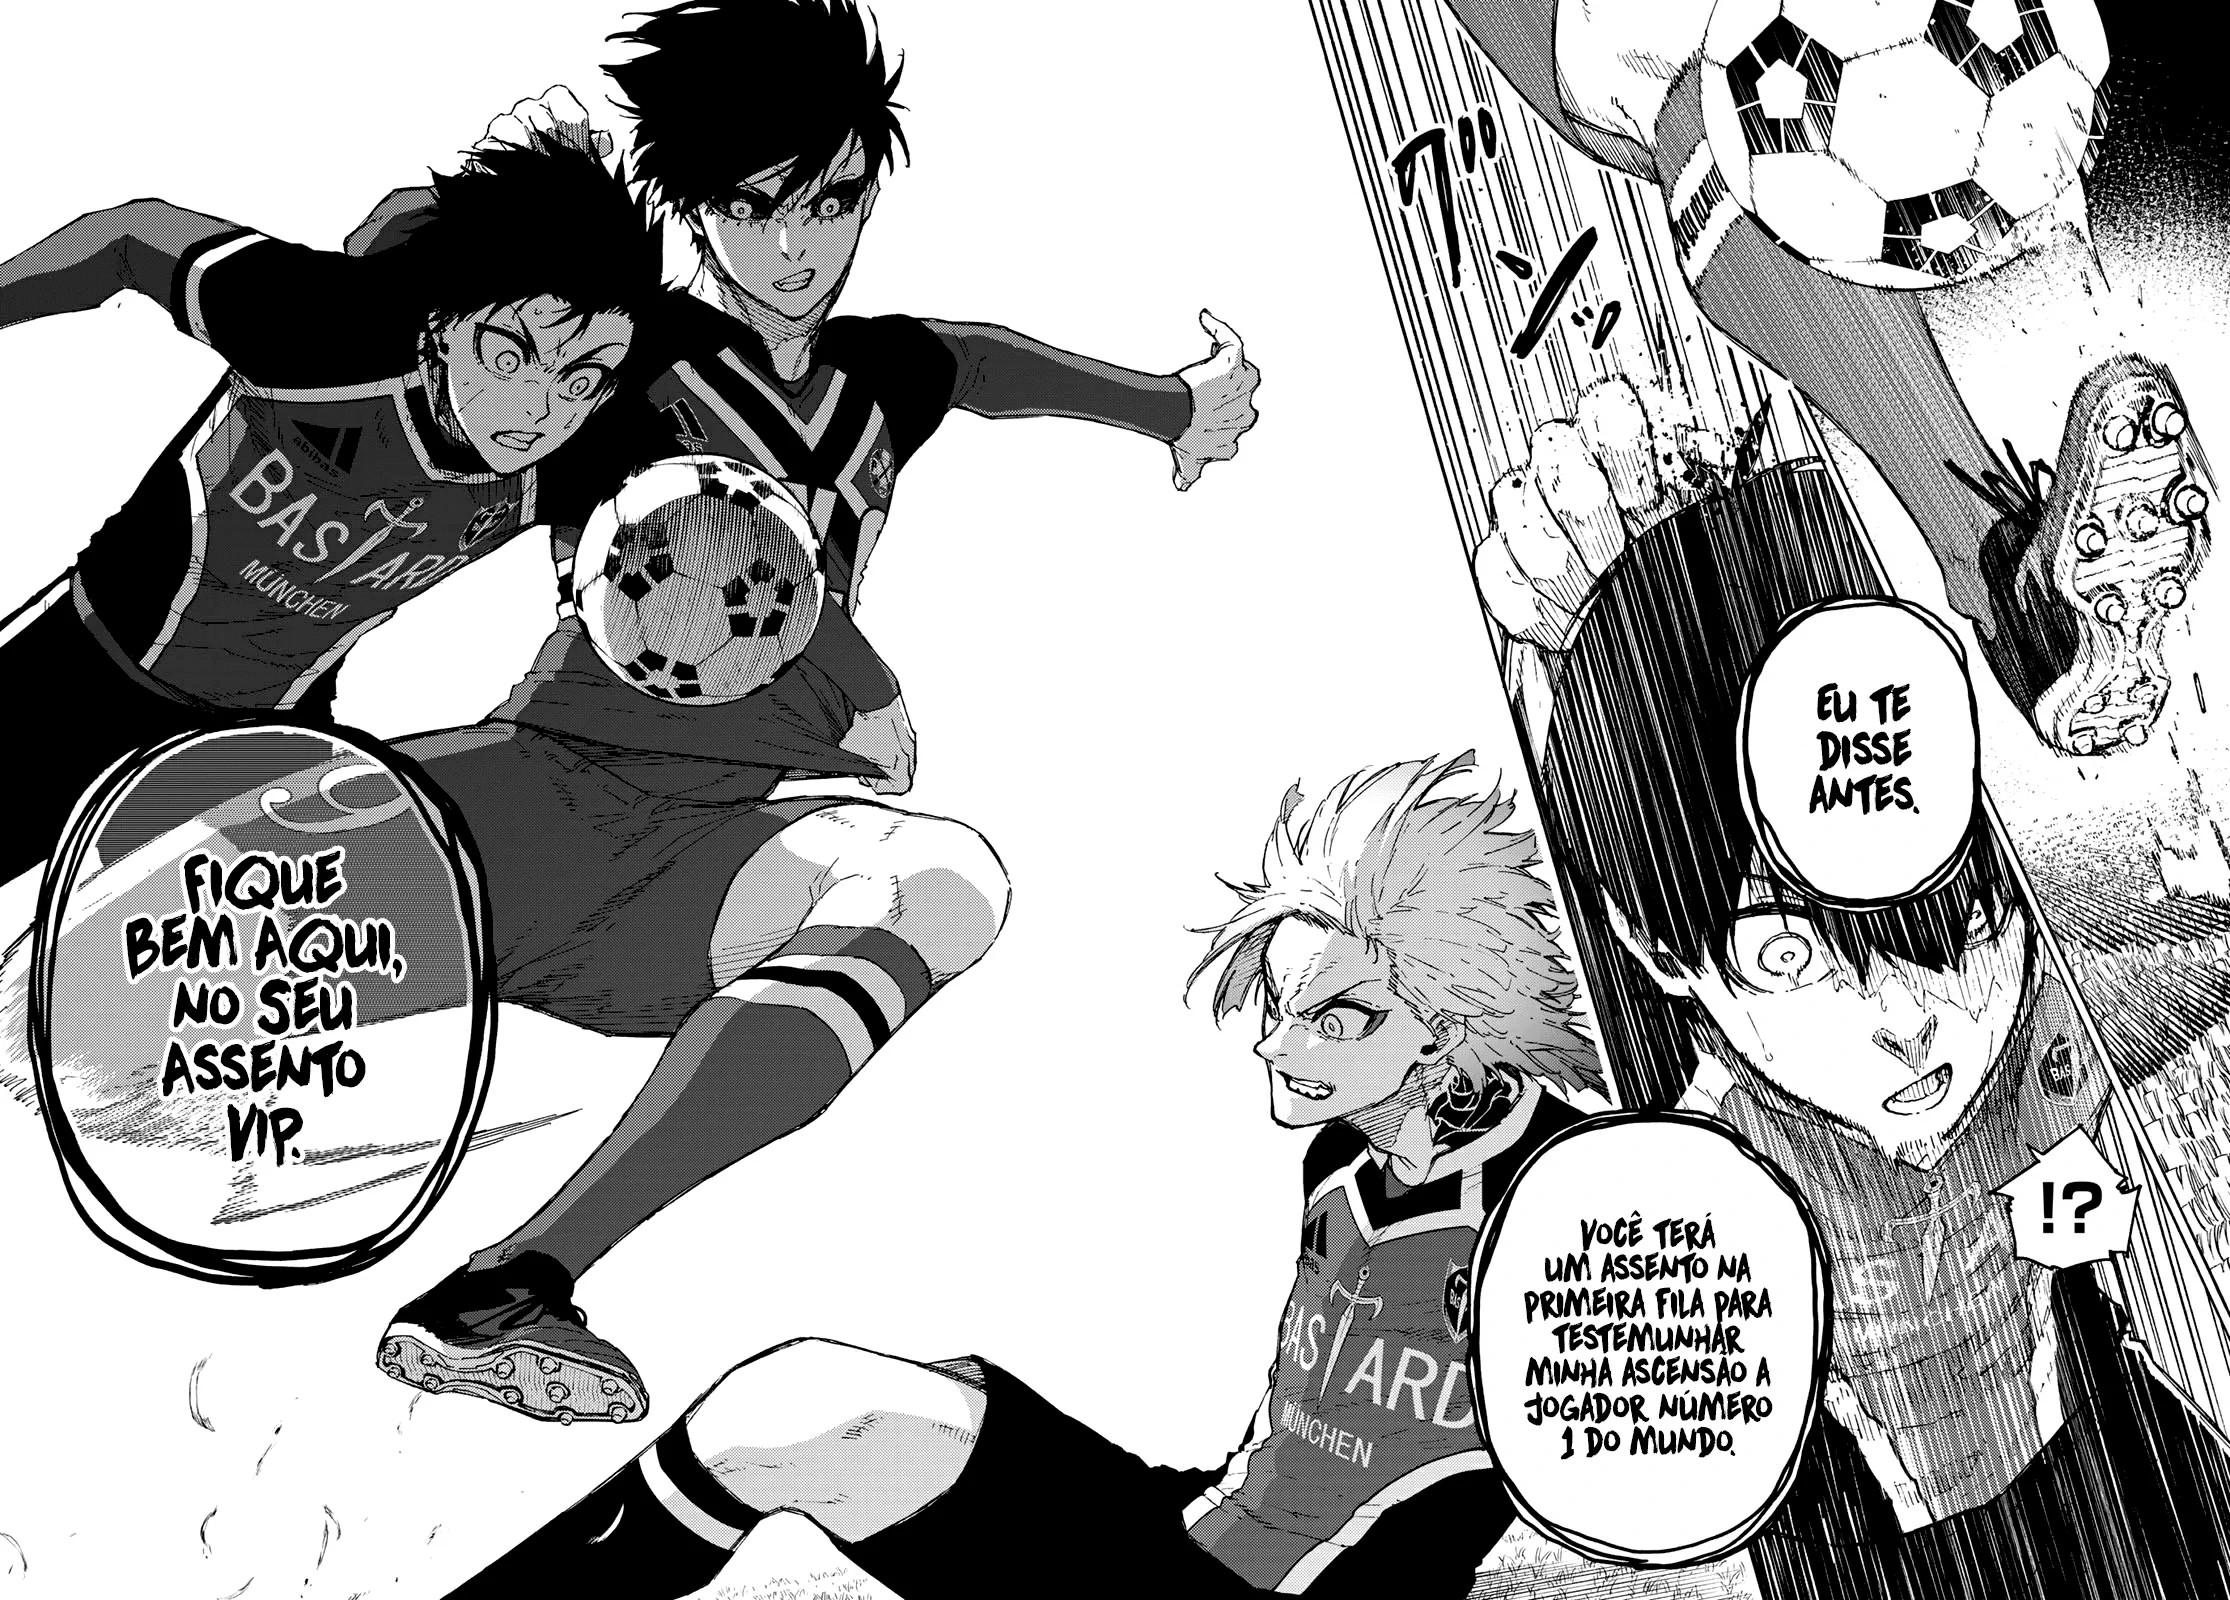 EU TE
DISSE
ANTES.
!?
VOCÊ TERÁ
UM ASSENTO NA
PRIMEIRA FILA PARA
TESTEMUNHAR
MINHA ASCENSÃO A
JOGADOR NÚMERO
1 DO MUNDO.
FIQUE
BEM AQUI,
NO SEU
ASSENTO
VIP.
abibas
BASTARD
MÜNCHEN
9
BASTARD
MÜNCHEN